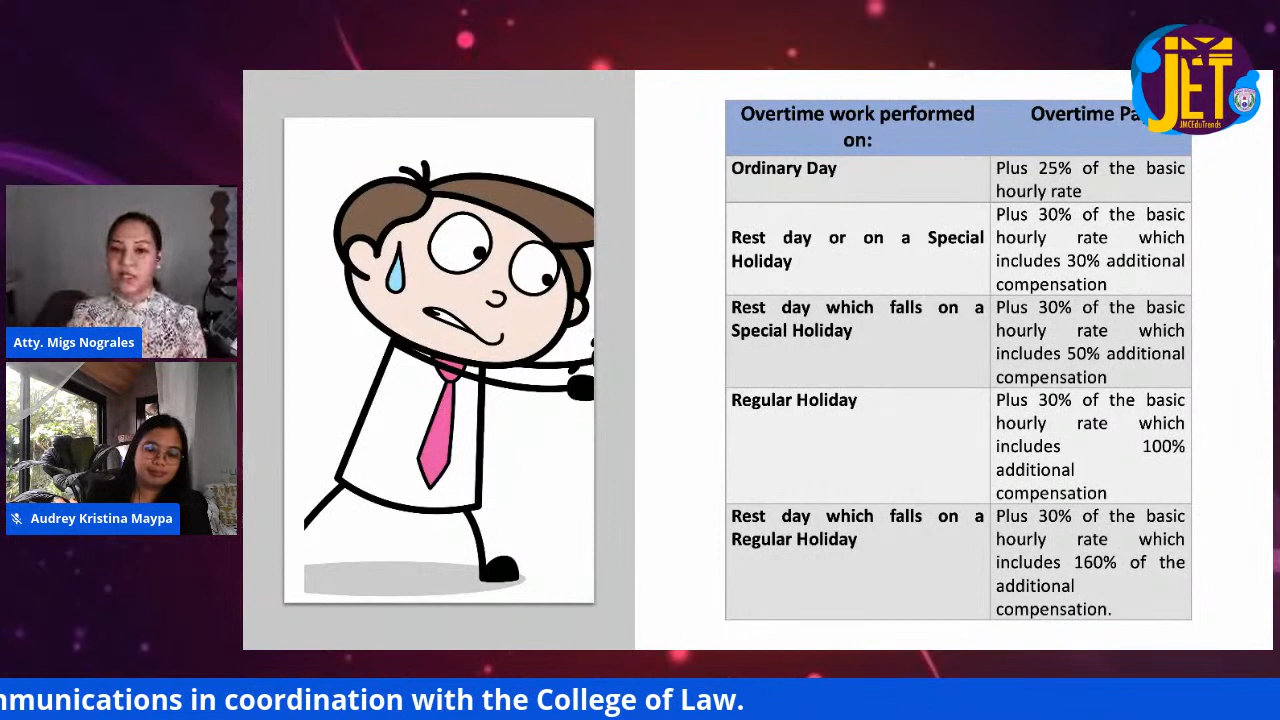 JET
JMCEduTrends
Overtime work performed
on:
Overtime Pa
Ordinary Day
Plus 25% of the basic
hourly rate
Rest day or on a Special
Holiday
Plus 30% of the basic
hourly rate which
includes 30% additional
compensation
Rest day which falls on a
Special Holiday
Plus 30% of the basic
hourly rate which
includes 50% additional
compensation
Regular Holiday
Plus 30% of the basic
hourly rate which
includes 100%
additional
compensation
Rest day which falls on a
Regular Holiday
Plus 30% of the basic
hourly rate which
includes 160% of the
additional
compensation.
Atty. Migs Nograles
Audrey Kristina Maypa
mmunications in coordination with the College of Law.